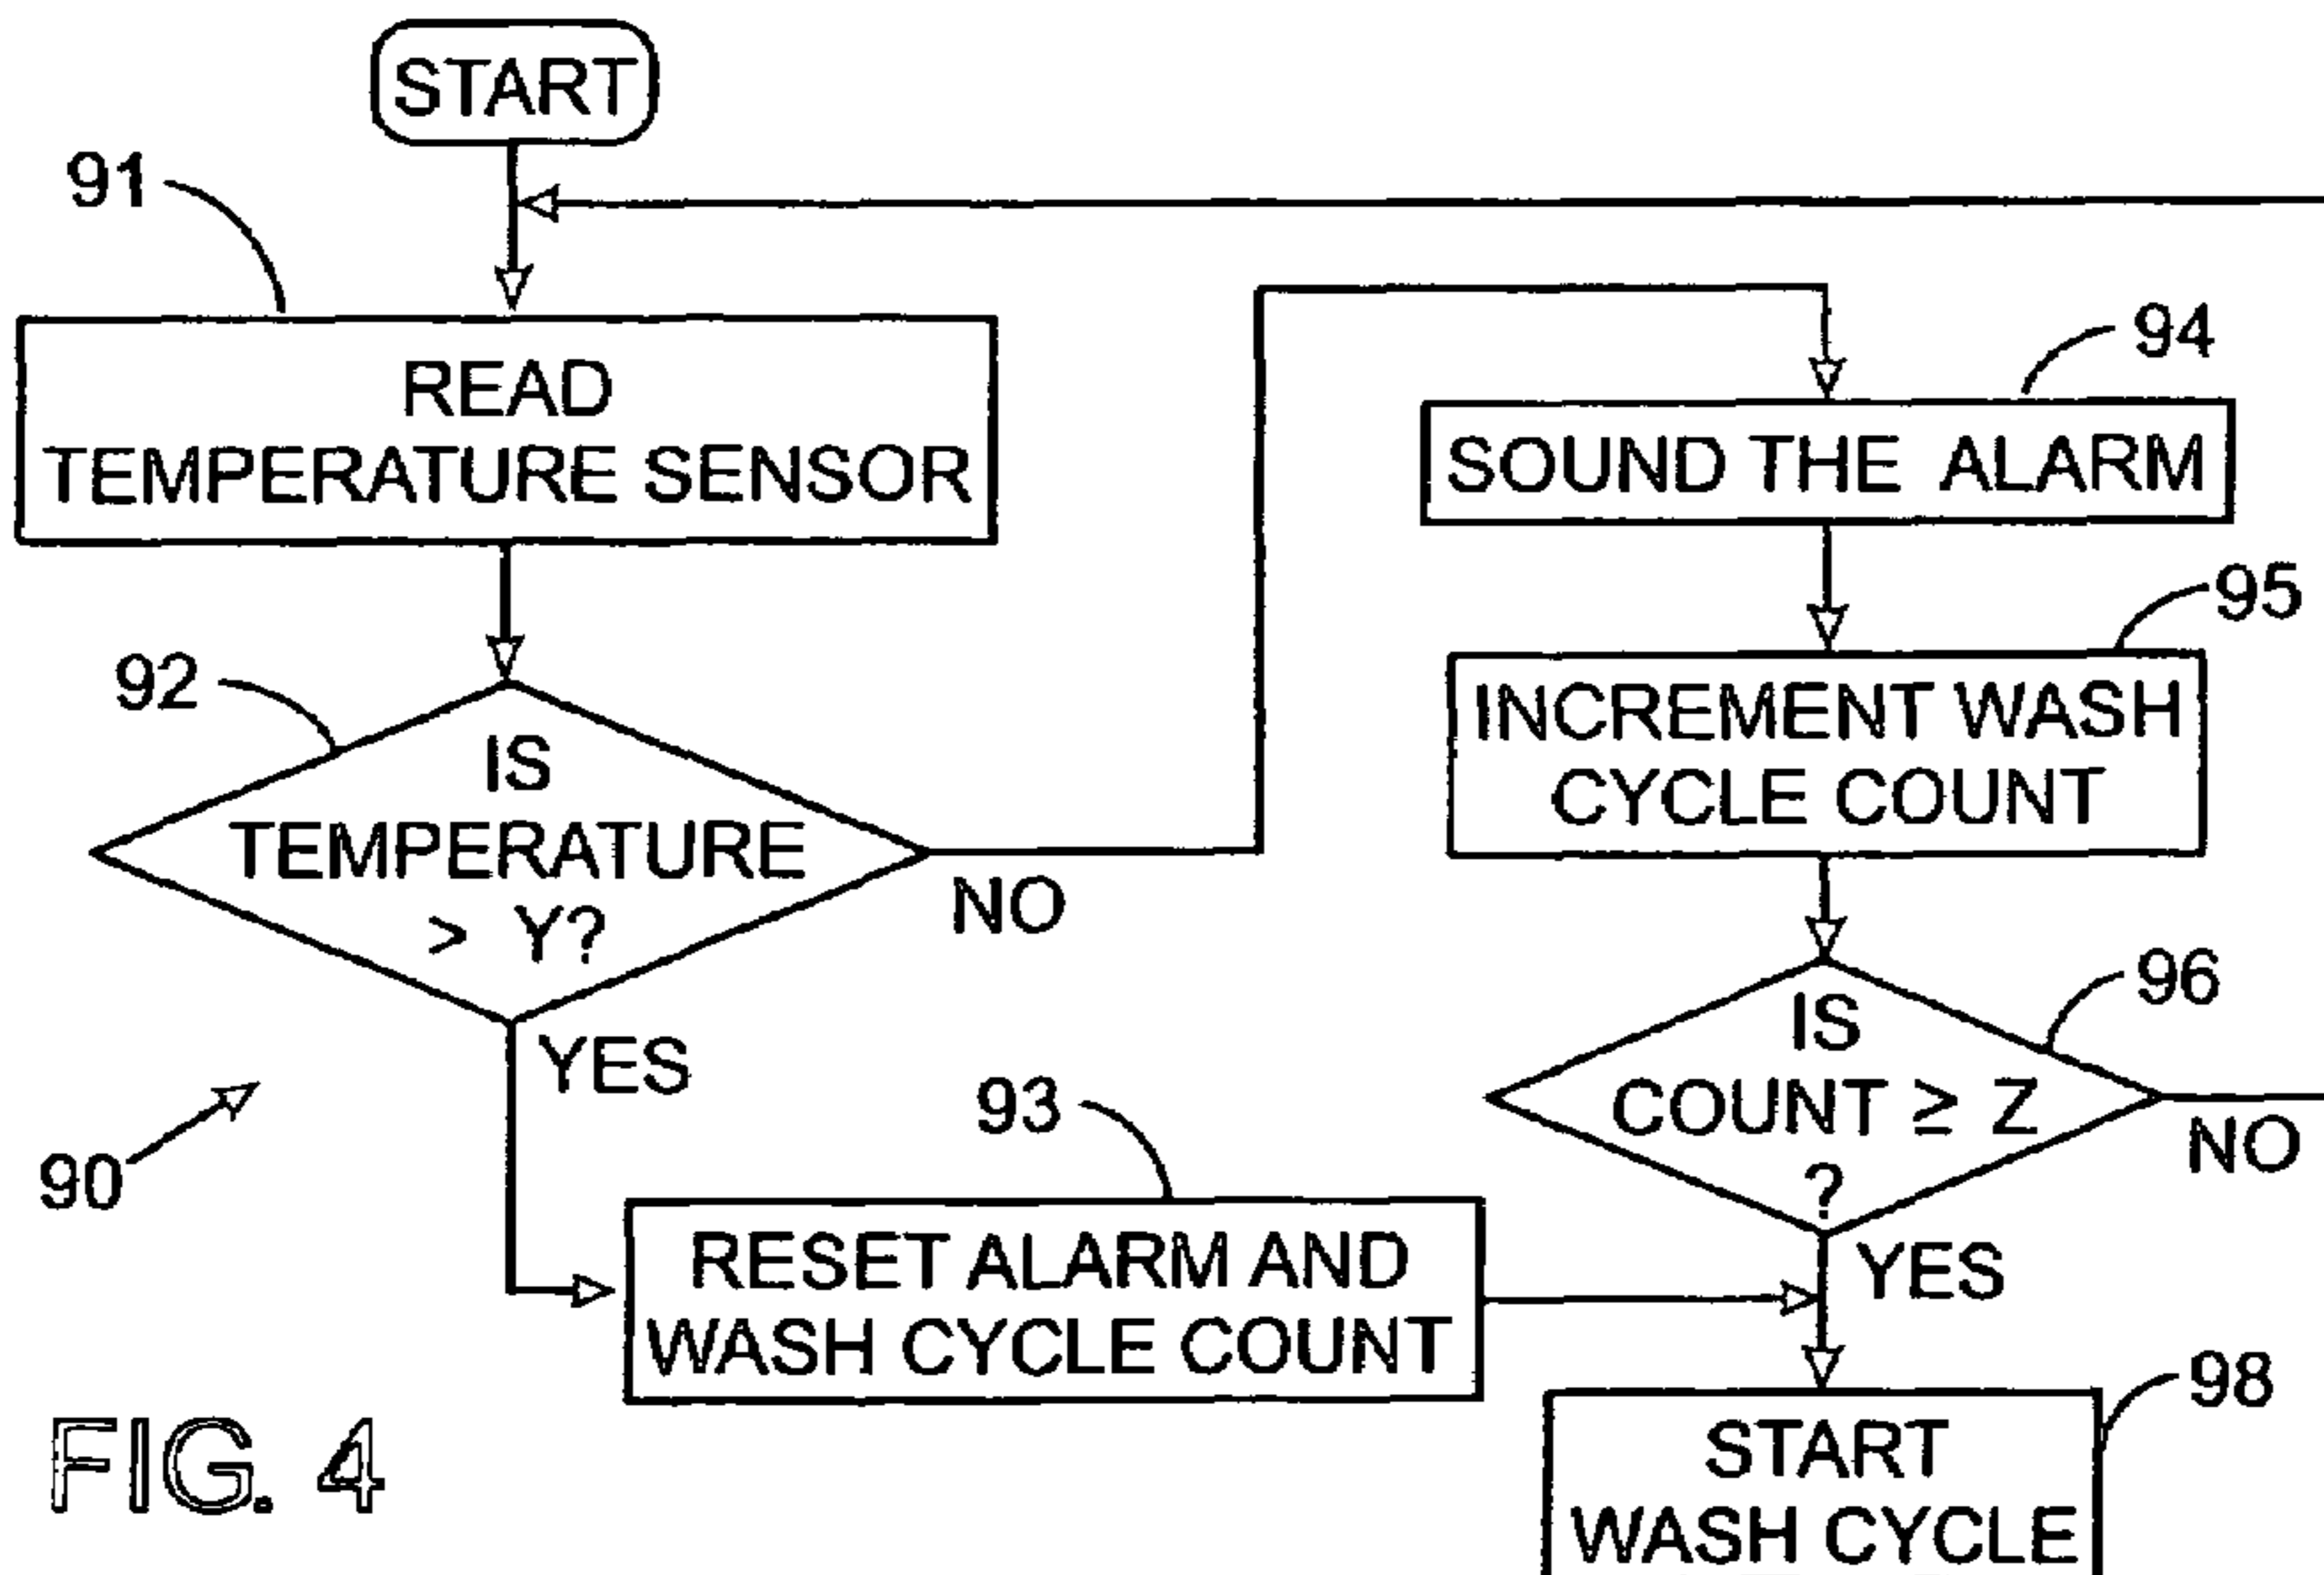 START
91
READ
TEMPERATURE SENSOR
92
IS
TEMPERATURE
> Y?
NO
YES
90
93
RESET ALARM AND
WASH CYCLE COUNT
94
SOUND THE ALARM
95
INCREMENT WASH
CYCLE COUNT
96
IS
COUNT ≥ Z
?
NO
YES
98
START
WASH CYCLE
FIG. 4